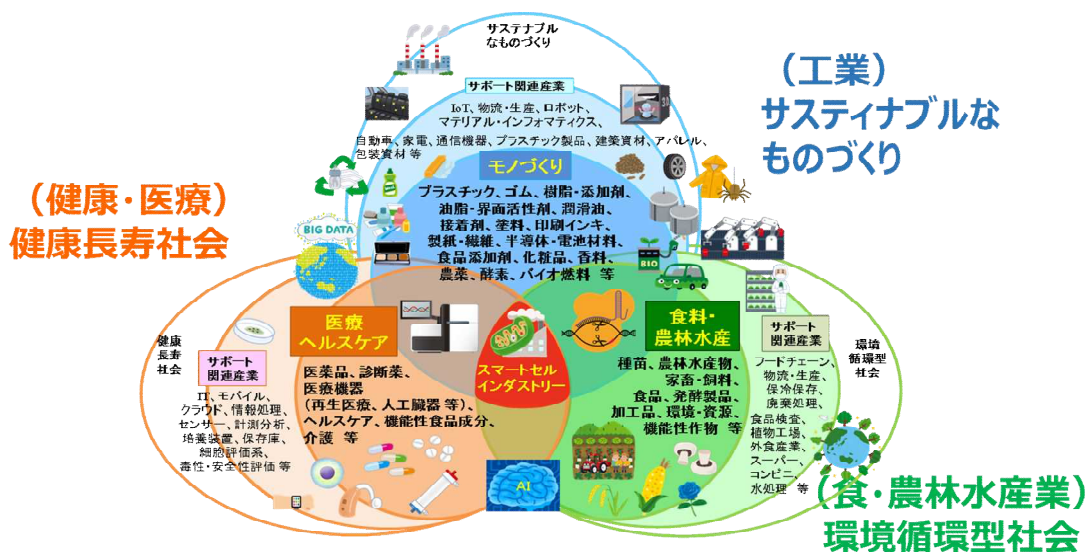 サステナブル
なものづくり
サポート関連産業
IoT、物流・生産、ロボット、
マテリアル・インフォマティクス、
自動車、家電、通信機器、プラスチック製品、建築資材、アパレル、
包装資材 等
モノづくり
プラスチック、ゴム、樹脂・添加剤、
油脂・界面活性剤、潤滑油、
接着剤、塗料、印刷インキ、
製紙・繊維、半導体・電池材料、
食品添加剤、化粧品、香料、
農薬、酵素、バイオ燃料 等
（工業）
サスティナブルな
ものづくり
（健康・医療）
健康長寿社会
BIG DATA
BIO
3D
健康
長寿
社会
サポート
関連産業
IT、モバイル、
クラウド、情報処理、
センサー、計測分析、
培養装置、保存庫、
細胞評価系、
毒性・安全性評価 等
医療
ヘルスケア
医薬品、診断薬、
医療機器
（再生医療、人工臓器 等）、
ヘルスケア、機能性食品成分、
介護 等
スマートセル
インダストリー
AI
食料・
農林水産
種苗、農林水産物、
家畜・飼料、
食品、発酵製品、
加工品、環境・資源、
機能性作物 等
サポート
関連産業
フードチェーン、
物流・生産、
保冷保存、
廃棄処理、
食品検査、
植物工場、
外食産業、
スーパー、
コンビニ、
水処理 等
環境
循環型
社会
（食・農林水産業）
環境循環型社会